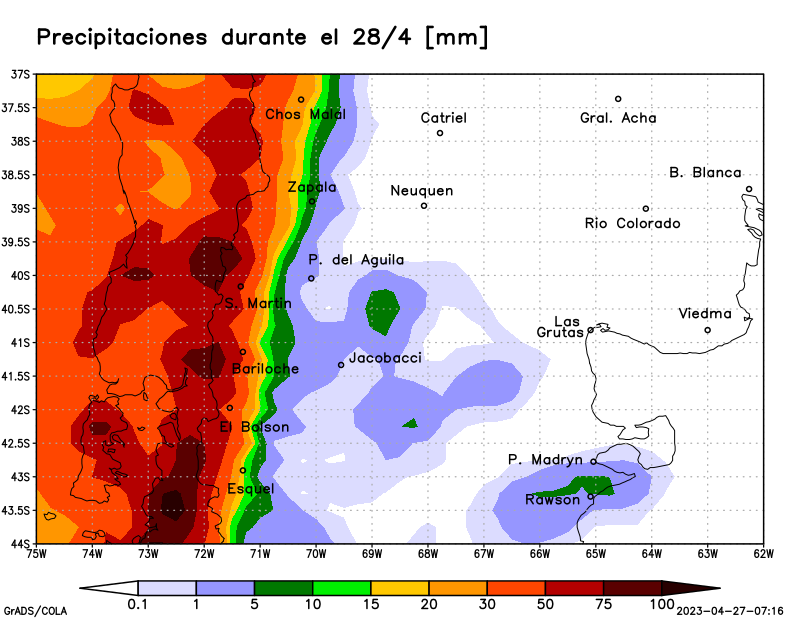 Precipitaciones durante el 28/4 [mm]
37S
37.5S
38S
38.5S
39S
39.5S
40S
40.5S
41S
41.5S
42S
42.5S
43S
43.5S
44S
Chos Malal
Catriel
Gral. Acha
B. Blanca
Zapala
Neuquen
Rio Colorado
P. del Aguila
S. Martin
Las
Grutas
Viedma
Jacobacci
Bariloche
El Bolson
P. Madryn
Esquel
Rawson
75W 74W 73W 72W 71W 70W 69W 68W 67W 66W 65W 64W 63W 62W
0.1 1 5 10 15 20 30 50 75 100
GrADS/COLA
2023-04-27-07:16